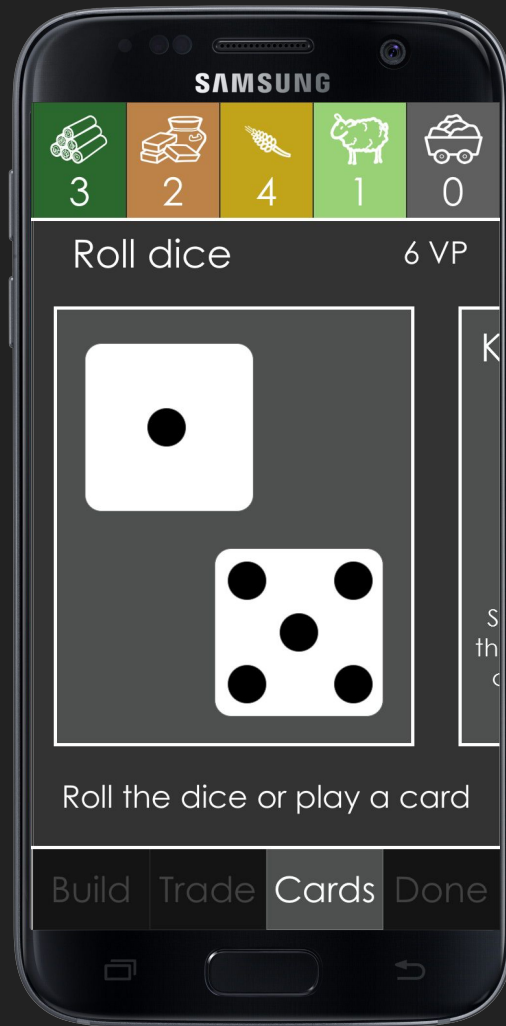 SAMSUNG
3 2 4 1 0
Roll dice 6 VP
K
S
th
Roll the dice or play a card
Build Trade Cards Done